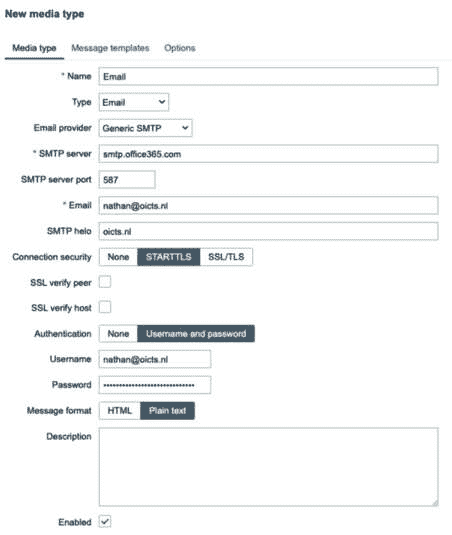 New media type
Media type Message templates Options
* Name Email
Type Email
Email provider Generic SMTP
* SMTP server smtp.office365.com
SMTP server port 587
* Email nathan@oicts.nl
SMTP helo oicts.nl
Connection security None STARTTLS SSL/TLS
SSL verify peer
SSL verify host
Authentication None Username and password
Username nathan@oicts.nl
Password ••••••••••••••••••••••••••••••
Message format HTML Plain text
Description
Enabled